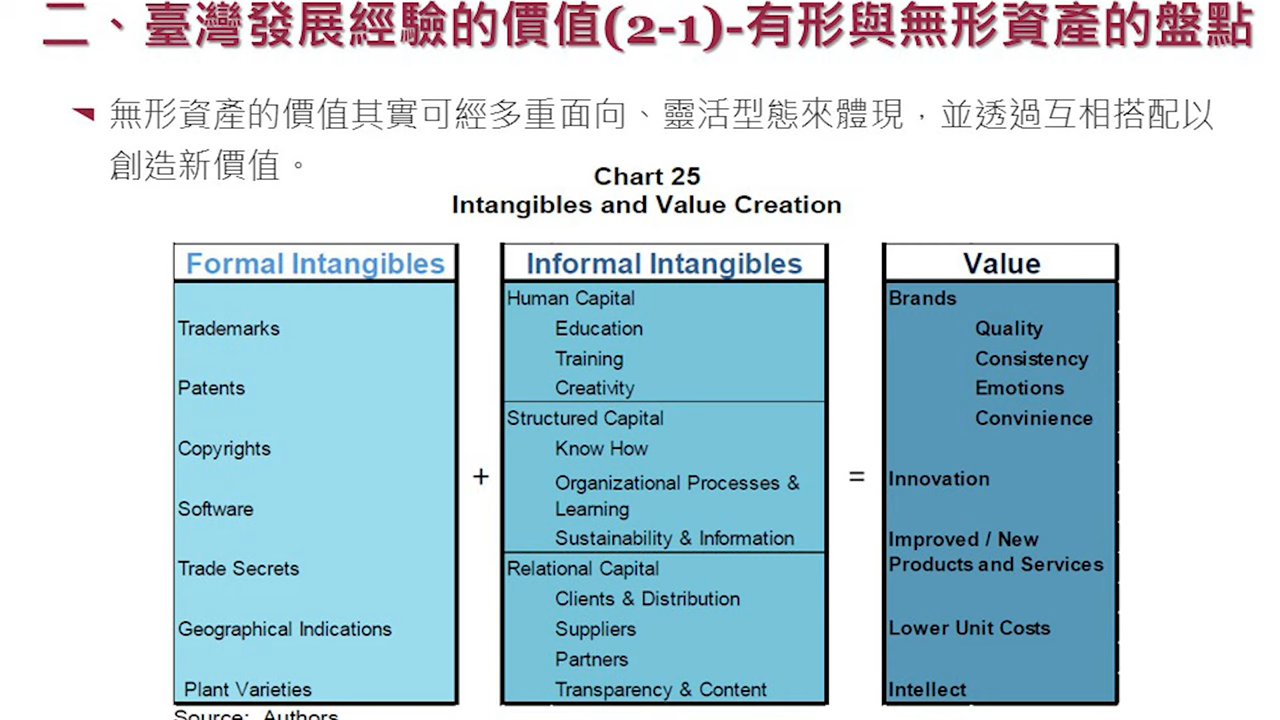 二、臺灣發展經驗的價值(2-1)-有形與無形資產的盤點
無形資產的價值其實可經多重面向、靈活型態來體現，並透過互相搭配以
創造新價值。
Chart 25
Intangibles and Value Creation
Formal Intangibles
Trademarks
Patents
Copyrights
Software
Trade Secrets
Geographical Indications
Plant Varieties
+
Informal Intangibles
Human Capital
Education
Training
Creativity
Structured Capital
Know How
Organizational Processes &
Learning
Sustainability & Information
Relational Capital
Clients & Distribution
Suppliers
Partners
Transparency & Content
=
Value
Brands
Quality
Consistency
Emotions
Convinience
Innovation
Improved / New
Products and Services
Lower Unit Costs
Intellect
Source: Authors